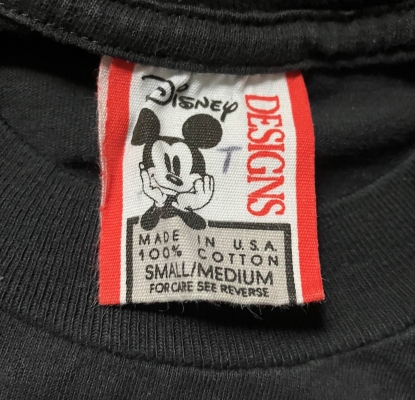 DISNEY
DESIGNS
T
MADE IN U.S.A.
100% COTTON
SMALL/MEDIUM
FOR CARE SEE REVERSE